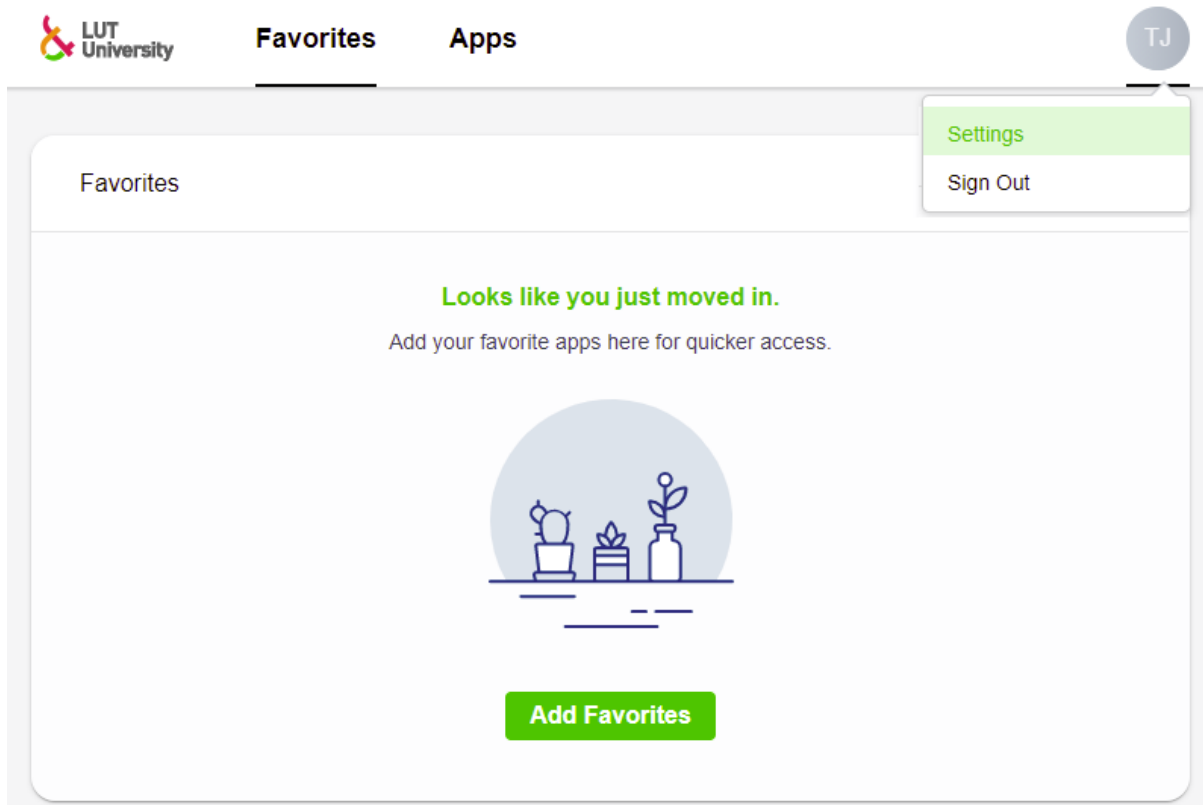 LUT
University
Favorites
Apps
TJ
Settings
Sign Out
Favorites
Looks like you just moved in.
Add your favorite apps here for quicker access.
Add Favorites